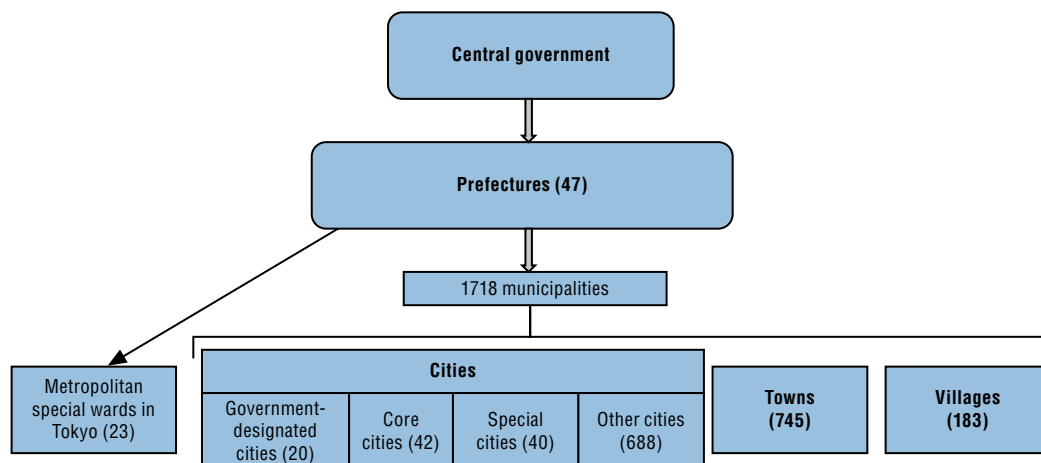 Central government
Prefectures (47)
1718 municipalities
Metropolitan
special wards in
Tokyo (23)
Cities
Government-
designated
cities (20)
Core
cities (42)
Special
cities (40)
Other cities
(688)
Towns
(745)
Villages
(183)